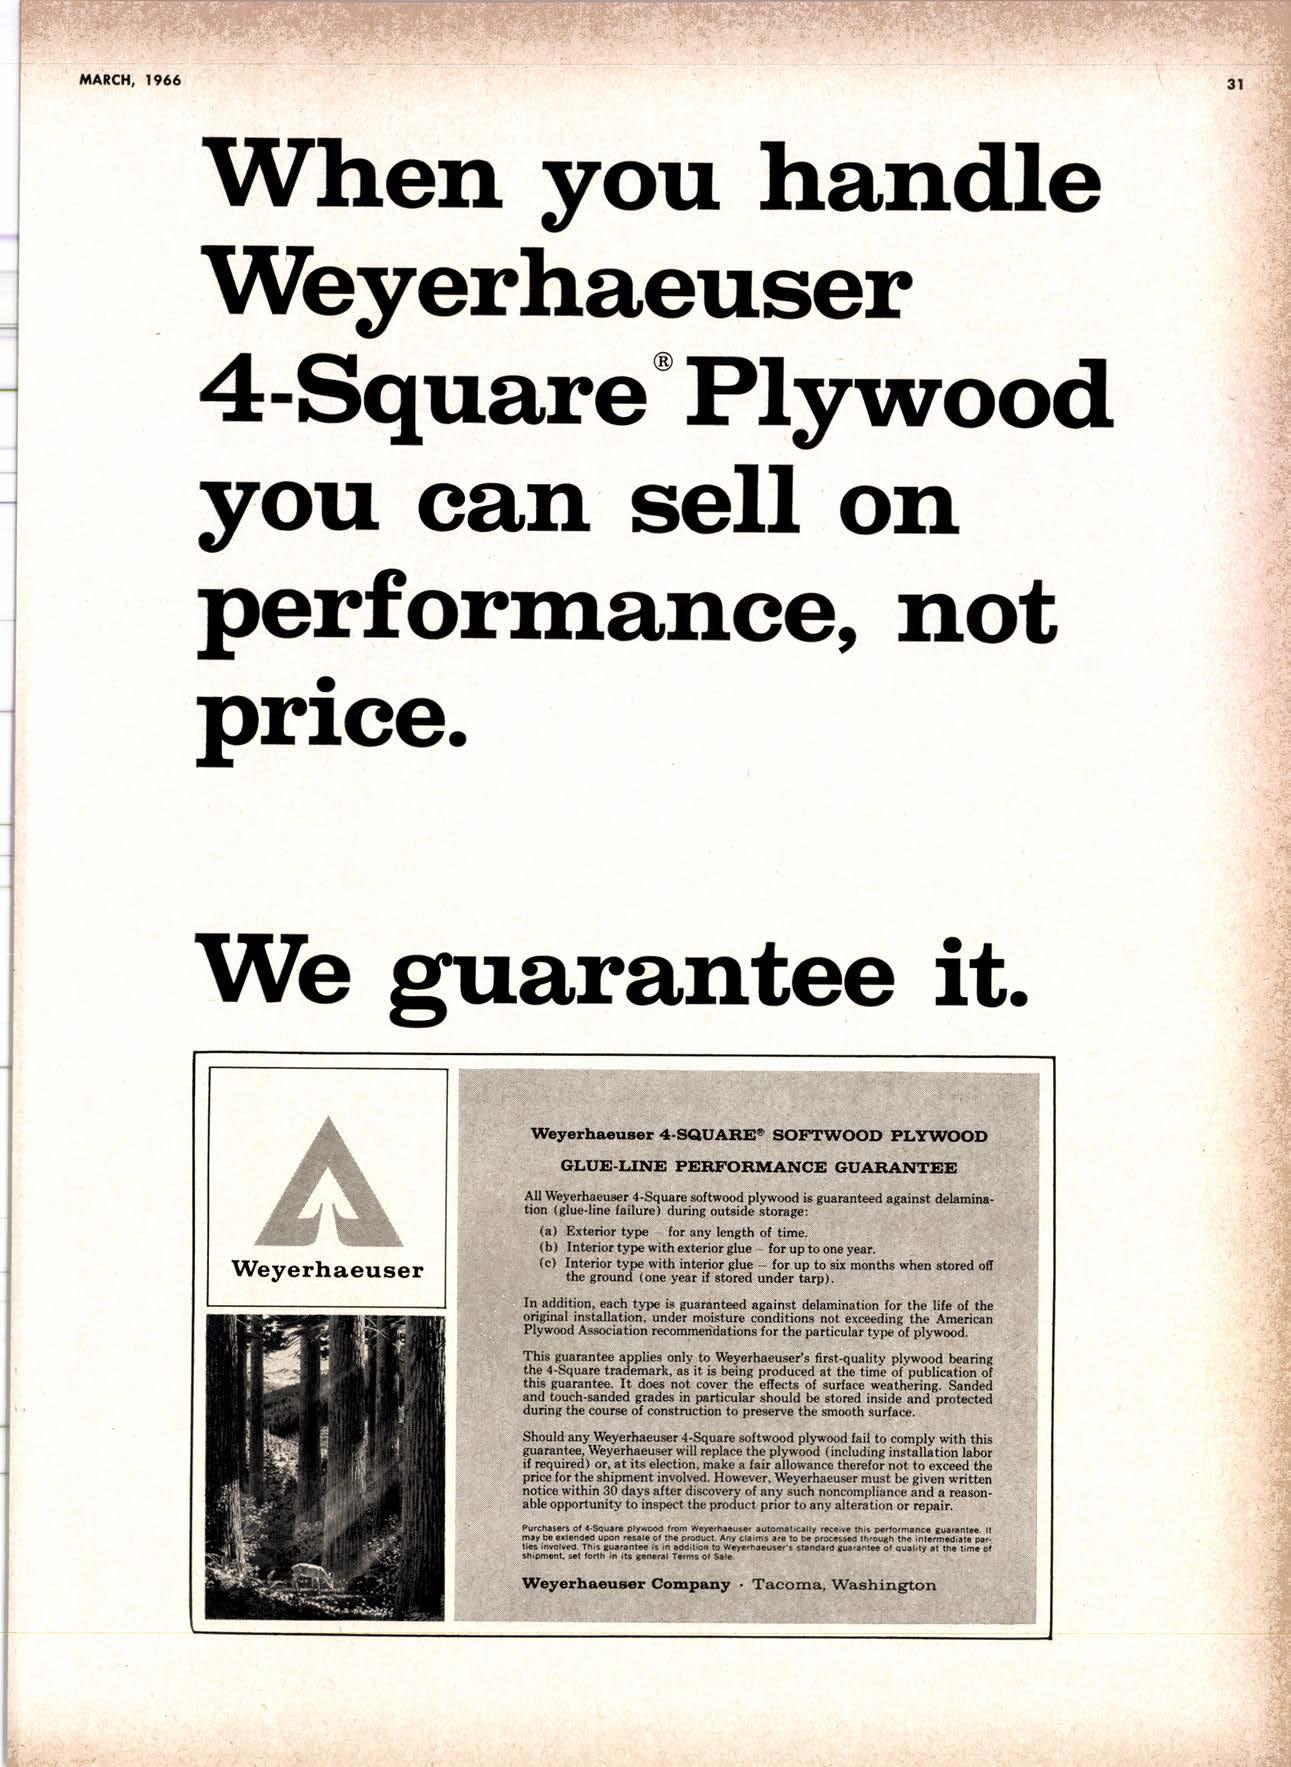 MARCH, 1966
31
When you handle
Weyerhaeuser
4-Square® Plywood
you can sell on
performance, not
price.
We guarantee it.
Weyerhaeuser
Weyerhaeuser 4-SQUARE® SOFTWOOD PLYWOOD
GLUE-LINE PERFORMANCE GUARANTEE
All Weyerhaeuser 4-Square softwood plywood is guaranteed against delamina-
tion (glue-line failure) during outside storage:
(a) Exterior type – for any length of time.
(b) Interior type with exterior glue – for up to one year.
(c) Interior type with interior glue – for up to six months when stored off
the ground (one year if stored under tarp).
In addition, each type is guaranteed against delamination for the life of the
original installation, under moisture conditions not exceeding the American
Plywood Association recommendations for the particular type of plywood.
This guarantee applies only to Weyerhaeuser's first-quality plywood bearing
the 4-Square trademark, as it is being produced at the time of publication of
this guarantee. It does not cover the effects of surface weathering. Sanded
and touch-sanded grades in particular should be stored inside and protected
during the course of construction to preserve the smooth surface.
Should any Weyerhaeuser 4-Square softwood plywood fail to comply with this
guarantee, Weyerhaeuser will replace the plywood (including installation labor
if required) or, at its election, make a fair allowance therefor not to exceed the
price for the shipment involved. However, Weyerhaeuser must be given written
notice within 30 days after discovery of any such noncompliance and a reason-
able opportunity to inspect the product prior to any alteration or repair.
Purchasers of 4-Square plywood from Weyerhaeuser automatically receive this performance guarantee. It
may be extended upon resale of the product. Any claims are to be processed through the intermediate par-
ties involved. This guarantee is in addition to Weyerhaeuser's standard guarantee of quality at the time of
shipment, set forth in its general Terms of Sale.
Weyerhaeuser Company · Tacoma, Washington